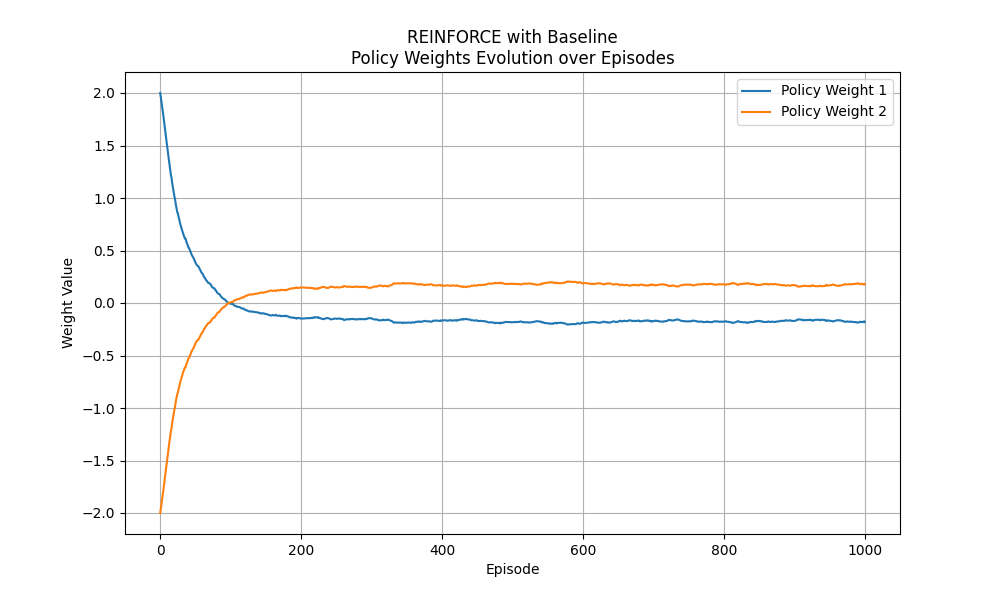 REINFORCE with Baseline
Policy Weights Evolution over Episodes
Policy Weight 1
Policy Weight 2
2.0
1.5
1.0
0.5
0.0
−0.5
−1.0
−1.5
−2.0
Weight Value
0
200
400
600
800
1000
Episode